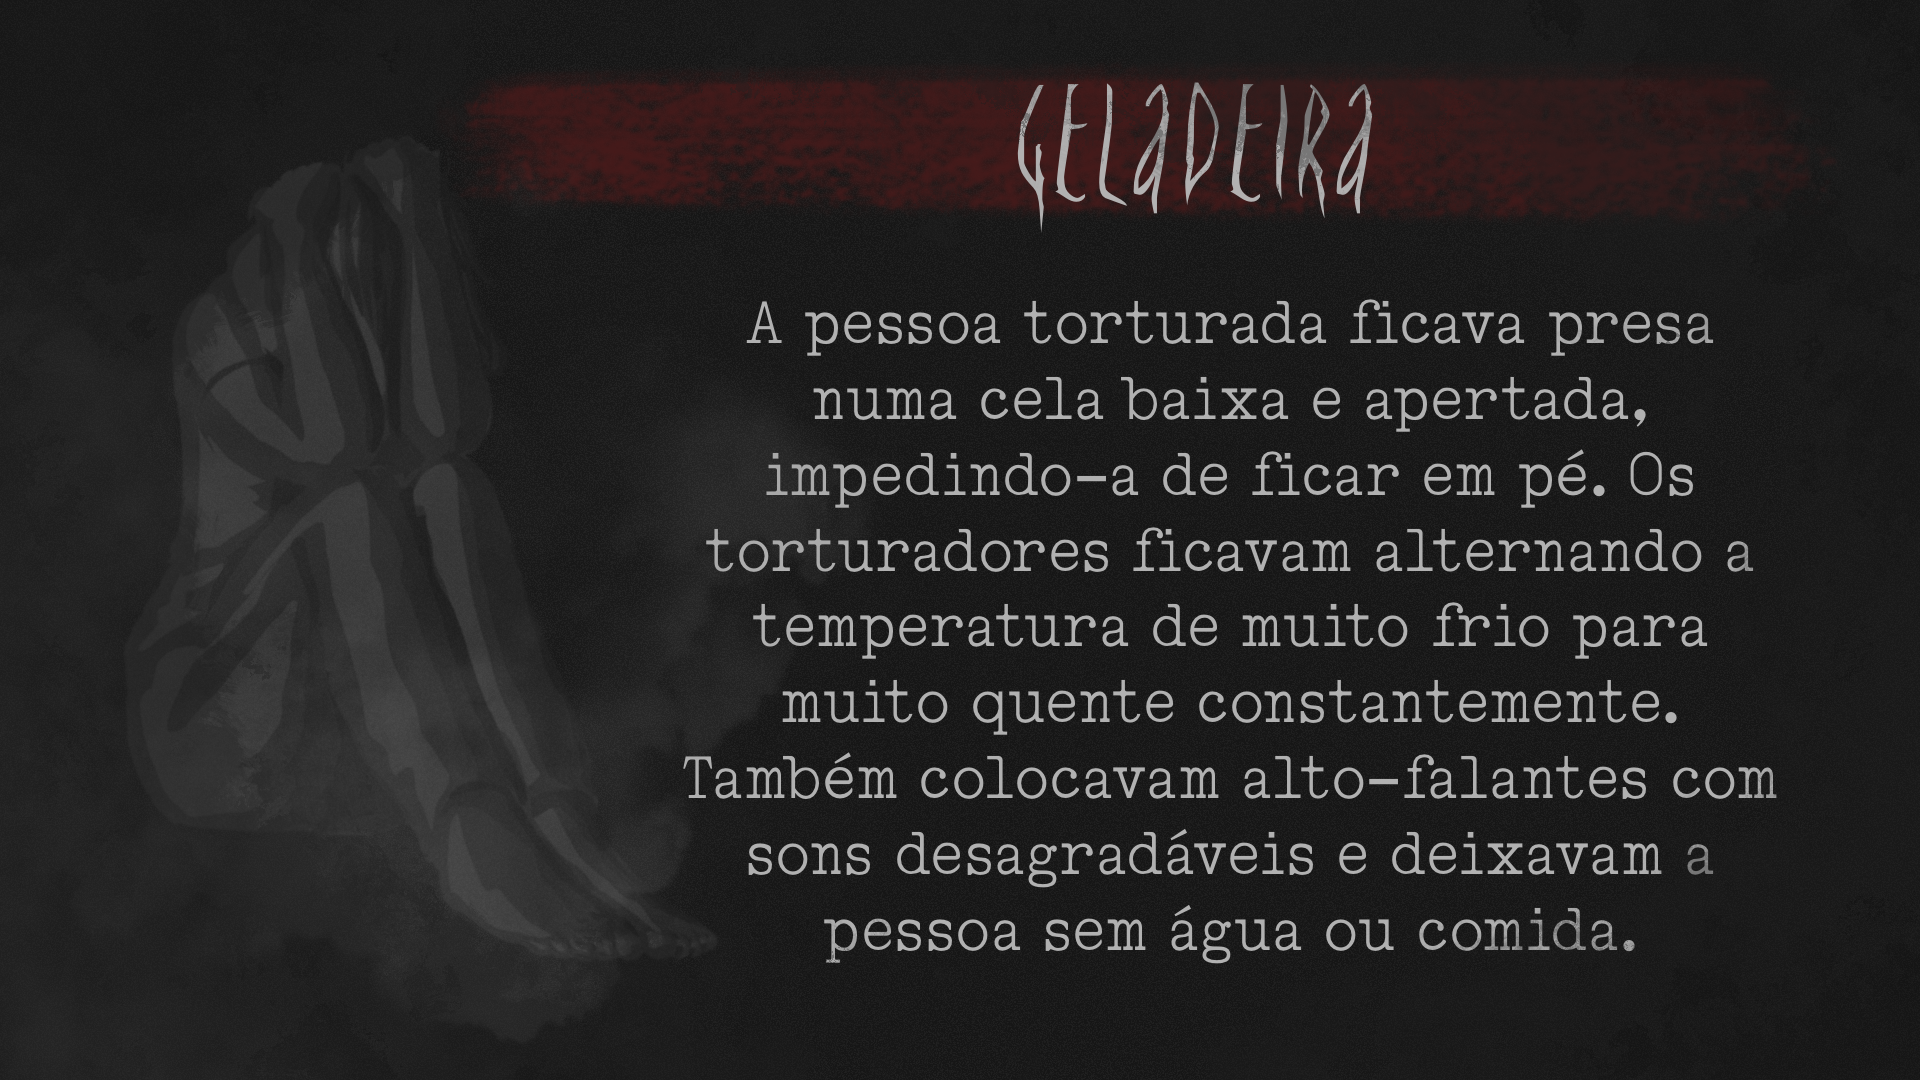 GELADEIRA
A pessoa torturada ficava presa
numa cela baixa e apertada,
impedindo-a de ficar em pé. Os
torturadores ficavam alternando a
temperatura de muito frio para
muito quente constantemente.
Também colocavam alto-falantes com
sons desagradáveis e deixavam a
pessoa sem água ou comida.